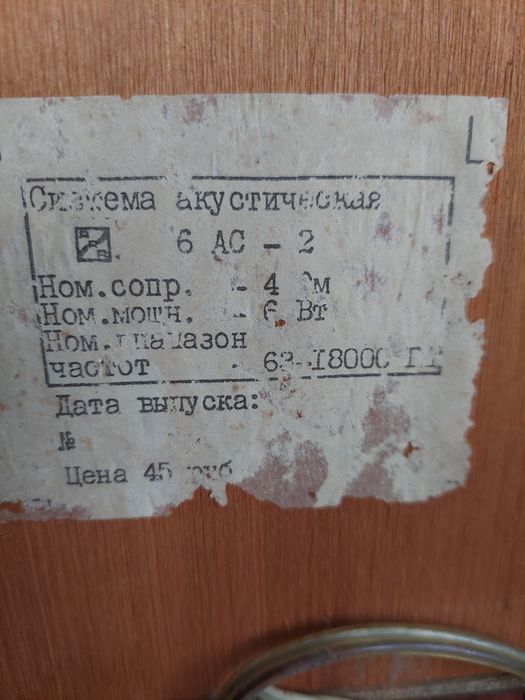 L
Система акустическая
6 АС - 2
Ном.сопр. - 4 Ом
Ном.мощн. - 6 Вт
Ном.диапазон
частот - 63-18000 Гц
Дата выпуска:
№
Цена 45 руб